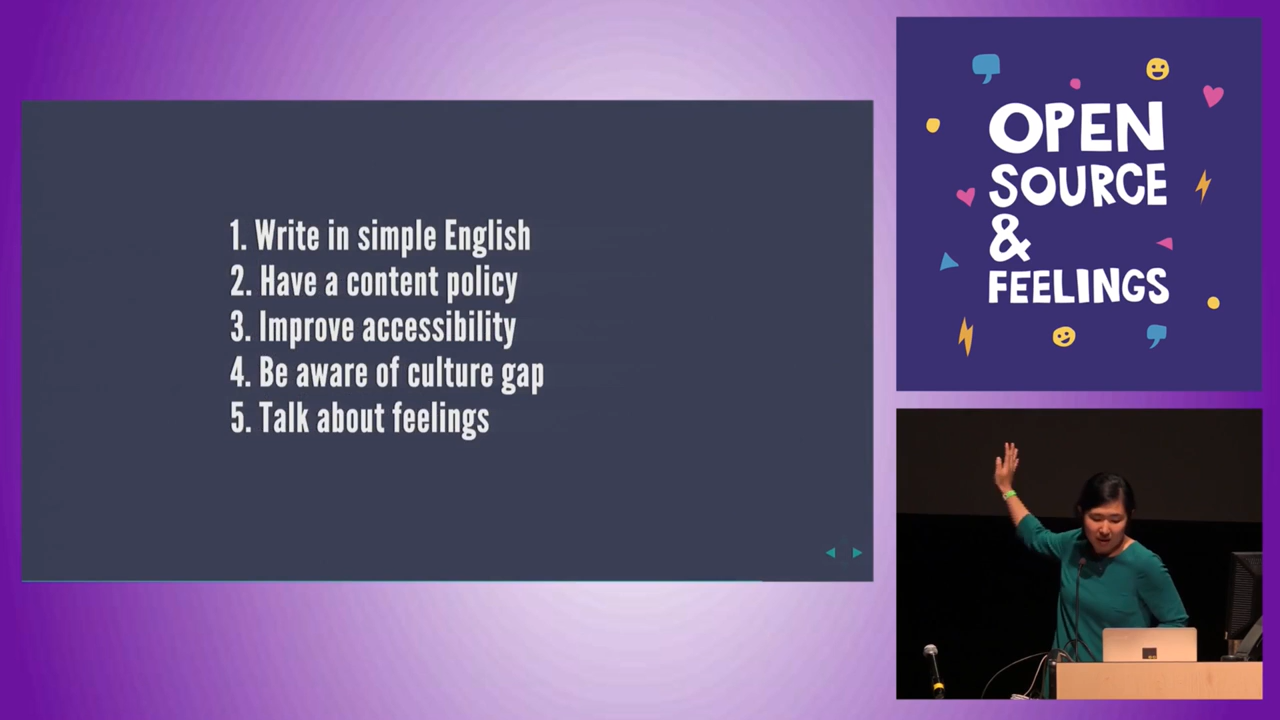 1. Write in simple English
2. Have a content policy
3. Improve accessibility
4. Be aware of culture gap
5. Talk about feelings
OPEN
SOURCE
&
FEELINGS